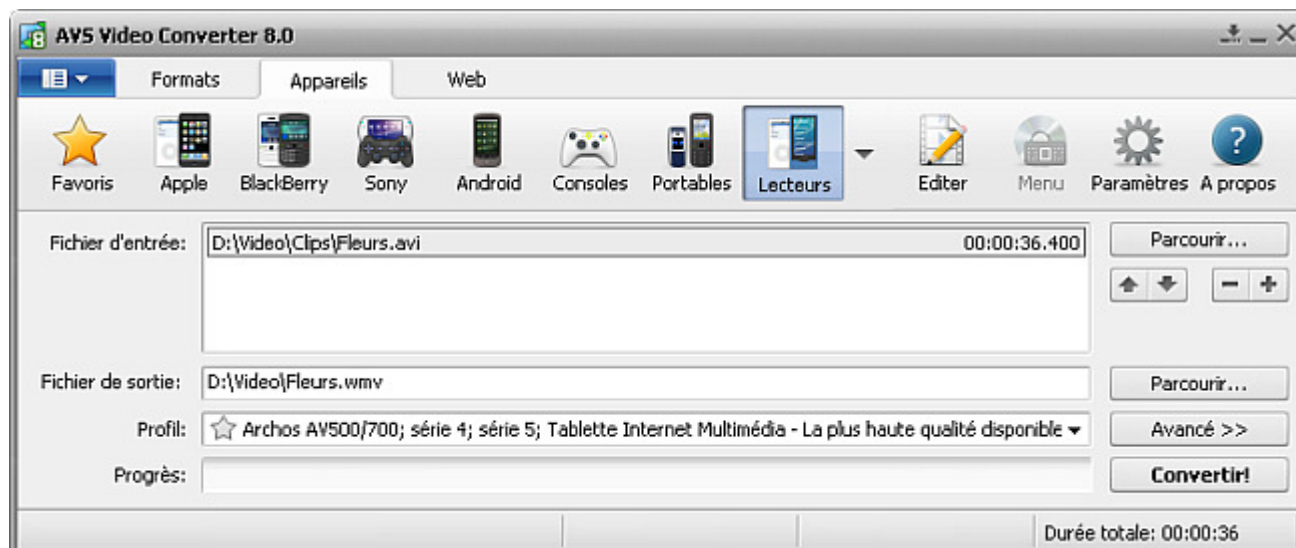 AVS Video Converter 8.0
Formats Appareils Web
Favoris Apple BlackBerry Sony Android Consoles Portables Lecteurs Editer Menu Paramètres A propos
Fichier d'entrée: D:\Video\Clips\Fleurs.avi 00:00:36.400 Parcourir...
Fichier de sortie: D:\Video\Fleurs.wmv Parcourir...
Profil: Archos AV500/700; série 4; série 5; Tablette Internet Multimédia - La plus haute qualité disponible Avancé >>
Progrès: Convertir!
Durée totale: 00:00:36